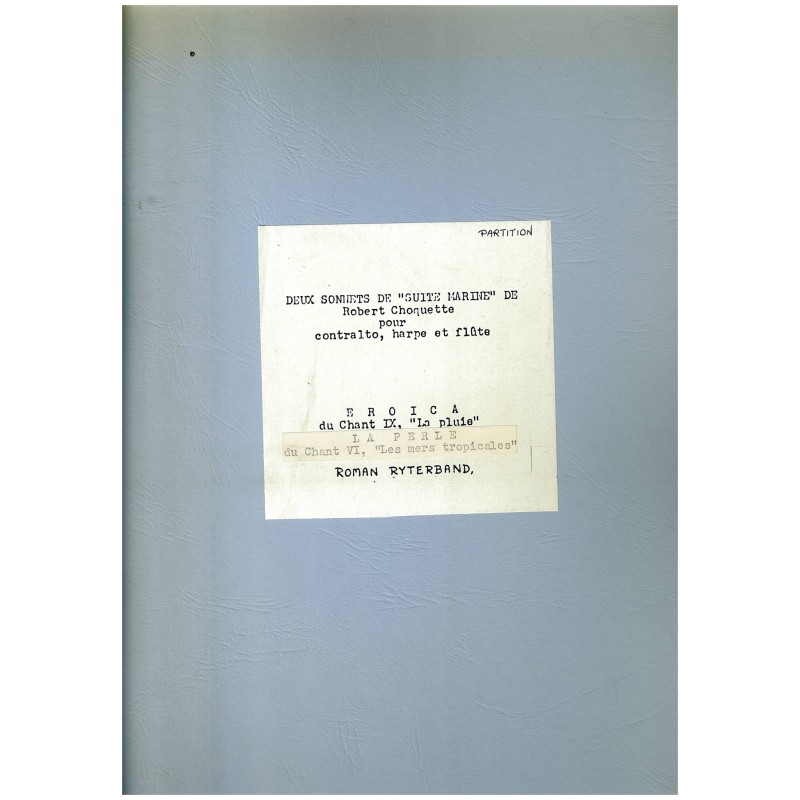 PARTITION
DEUX SONNETS DE "SUITE MARINE" DE
Robert Choquette
pour
contralto, harpe et flûte
E R O I C A
du Chant IX, "La pluie"
L A  P E R L E
du Chant VI, "Les mers tropicales"
ROMAN RYTERBAND,